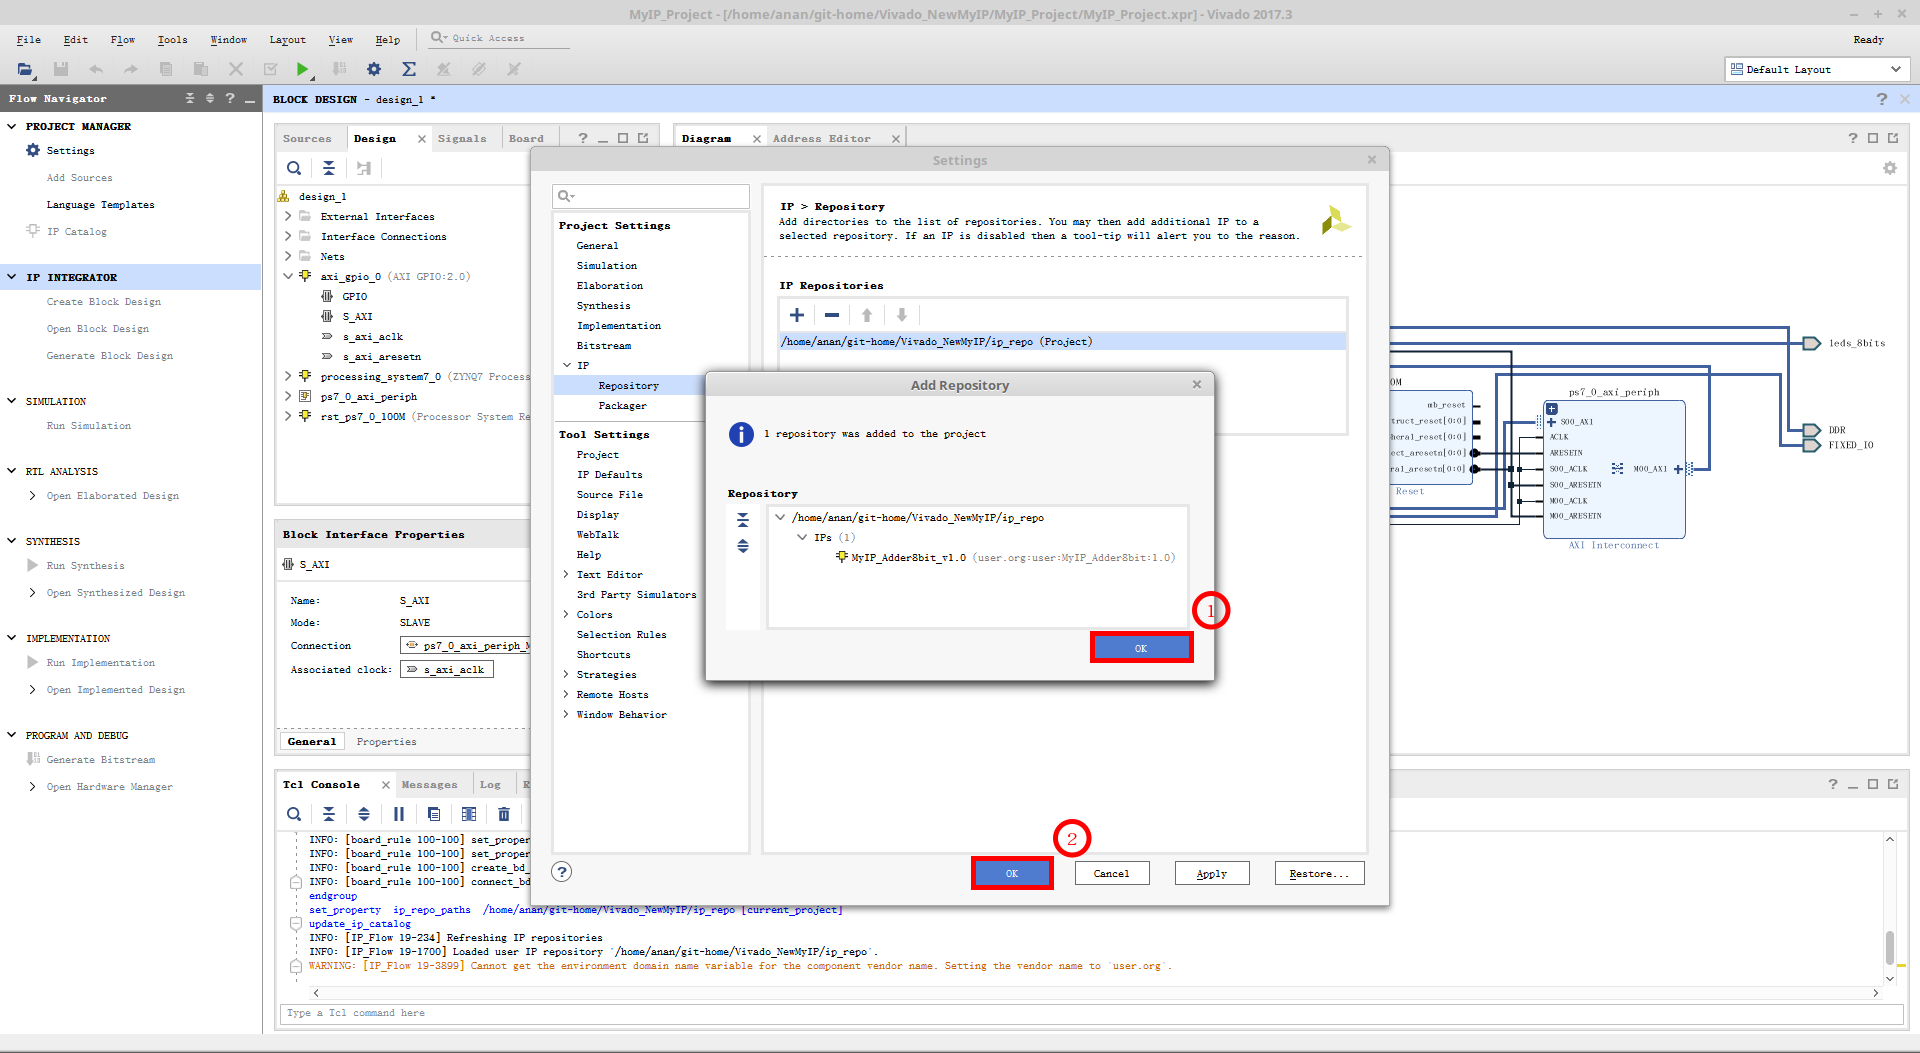 MyIP_Project - [/home/anan/git-home/Vivado_NewMyIP/MyIP_Project/MyIP_Project.xpr] - Vivado 2017.3
File Edit Flow Tools Window Layout View Help Quick Access
Ready
Default Layout
Flow Navigator
PROJECT MANAGER
Settings
Add Sources
Language Templates
IP Catalog
IP INTEGRATOR
Create Block Design
Open Block Design
Generate Block Design
SIMULATION
Run Simulation
RTL ANALYSIS
Open Elaborated Design
SYNTHESIS
Run Synthesis
Open Synthesized Design
IMPLEMENTATION
Run Implementation
Open Implemented Design
PROGRAM AND DEBUG
Generate Bitstream
Open Hardware Manager
BLOCK DESIGN - design_1 *
Sources Design Signals Board
design_1
External Interfaces
Interface Connections
Nets
axi_gpio_0 (AXI GPIO:2.0)
GPIO
S_AXI
s_axi_aclk
s_axi_aresetn
processing_system7_0 (ZYNQ7 Process
ps7_0_axi_periph
rst_ps7_0_100M (Processor System Re
Block Interface Properties
S_AXI
Name: S_AXI
Mode: SLAVE
Connection ps7_0_axi_periph_M
Associated clock: s_axi_aclk
General Properties
Diagram Address Editor
leds_8bits
DDR
FIXED_IO
0M
mb_reset
truct_reset[0:0]
heral_reset[0:0]
ect_aresetn[0:0]
ral_aresetn[0:0]
Reset
ps7_0_axi_periph
S00_AXI
ACLK
ARESETN
S00_ACLK
S00_ARESETN
M00_ACLK
M00_ARESETN
M00_AXI
AXI Interconnect
Settings
Project Settings
General
Simulation
Elaboration
Synthesis
Implementation
Bitstream
IP
Repository
Packager
Tool Settings
Project
IP Defaults
Source File
Display
WebTalk
Help
Text Editor
3rd Party Simulators
Colors
Selection Rules
Shortcuts
Strategies
Remote Hosts
Window Behavior
IP > Repository
Add directories to the list of repositories. You may then add additional IP to a
selected repository. If an IP is disabled then a tool-tip will alert you to the reason.
IP Repositories
/home/anan/git-home/Vivado_NewMyIP/ip_repo (Project)
Add Repository
1 repository was added to the project
Repository
/home/anan/git-home/Vivado_NewMyIP/ip_repo
IPs (1)
MyIP_Adder8bit_v1.0 (user.org:user:MyIP_Adder8bit:1.0)
1
OK
2
OK Cancel Apply Restore...
Tcl Console Messages Log R
INFO: [board_rule 100-100] set_proper
INFO: [board_rule 100-100] set_proper
INFO: [board_rule 100-100] create_bd_
INFO: [board_rule 100-100] connect_bd
endgroup
set_property ip_repo_paths /home/anan/git-home/Vivado_NewMyIP/ip_repo [current_project]
update_ip_catalog
INFO: [IP_Flow 19-234] Refreshing IP repositories
INFO: [IP_Flow 19-1700] Loaded user IP repository '/home/anan/git-home/Vivado_NewMyIP/ip_repo'.
WARNING: [IP_Flow 19-3899] Cannot get the environment domain name variable for the component vendor name. Setting the vendor name to 'user.org'.
Type a Tcl command here